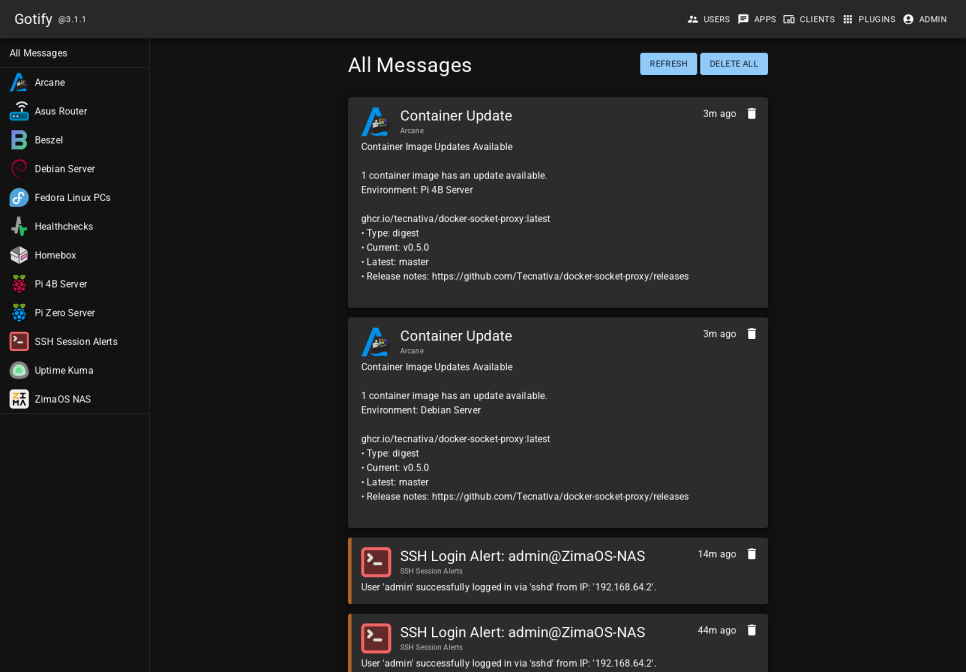 Gotify @3.1.1
USERS APPS CLIENTS PLUGINS ADMIN
All Messages
Arcane
Asus Router
Beszel
Debian Server
Fedora Linux PCs
Healthchecks
Homebox
Pi 4B Server
Pi Zero Server
SSH Session Alerts
Uptime Kuma
ZimaOS NAS
All Messages
REFRESH DELETE ALL
Container Update 3m ago
Arcane
Container Image Updates Available
1 container image has an update available.
Environment: Pi 4B Server
ghcr.io/tecnativa/docker-socket-proxy:latest
• Type: digest
• Current: v0.5.0
• Latest: master
• Release notes: https://github.com/Tecnativa/docker-socket-proxy/releases
Container Update 3m ago
Arcane
Container Image Updates Available
1 container image has an update available.
Environment: Debian Server
ghcr.io/tecnativa/docker-socket-proxy:latest
• Type: digest
• Current: v0.5.0
• Latest: master
• Release notes: https://github.com/Tecnativa/docker-socket-proxy/releases
SSH Login Alert: admin@ZimaOS-NAS 14m ago
SSH Session Alerts
User 'admin' successfully logged in via 'sshd' from IP: '192.168.64.2'.
SSH Login Alert: admin@ZimaOS-NAS 44m ago
SSH Session Alerts
User 'admin' successfully logged in via 'sshd' from IP: '192.168.64.2'.